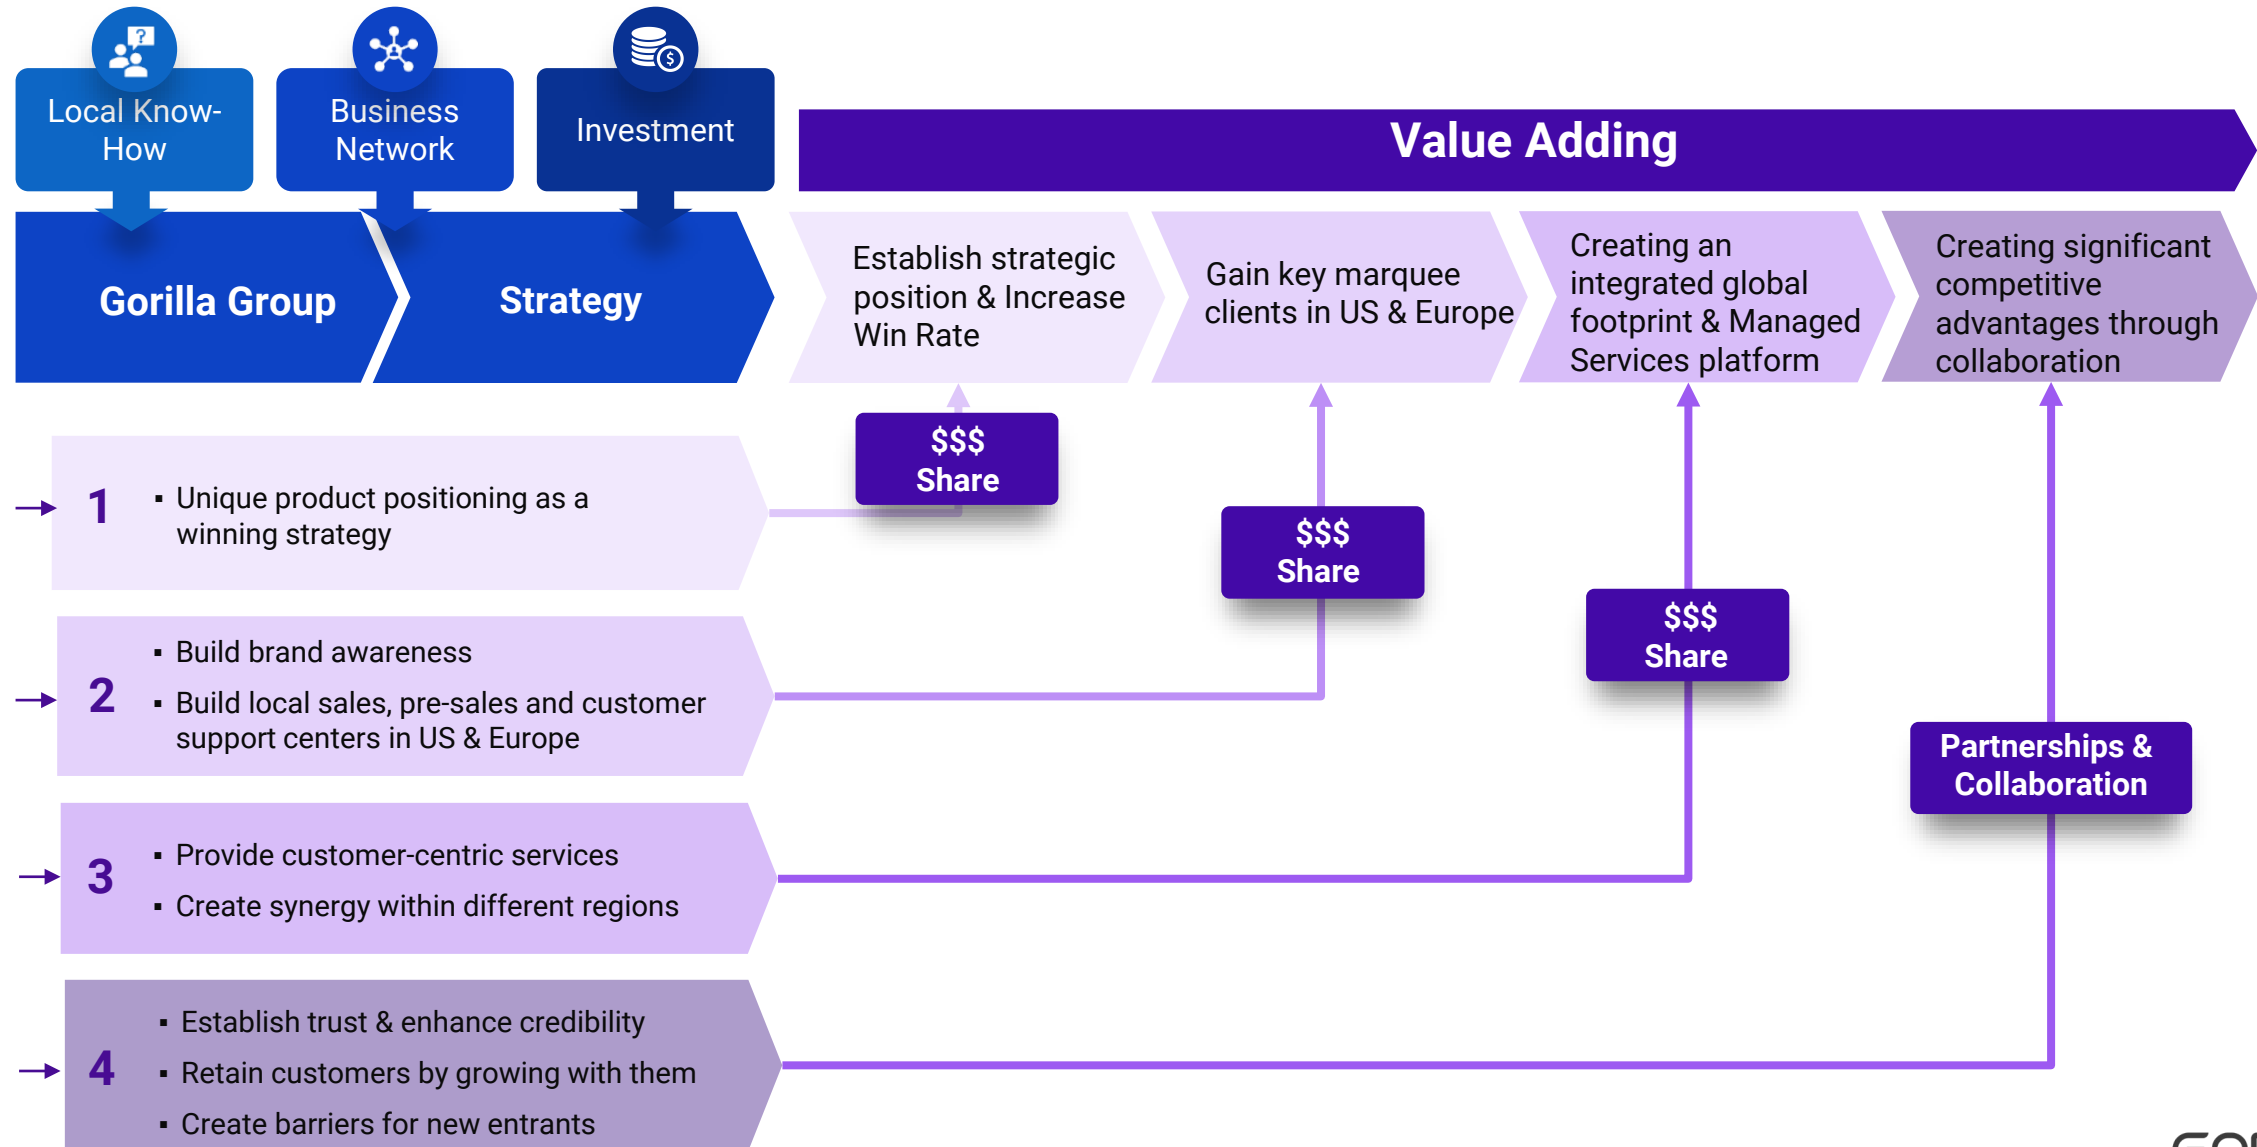 ?
$
Local Know-
How
Business
Network
Investment
Value Adding
Gorilla Group
Strategy
Establish strategic
position & Increase
Win Rate
Gain key marquee
clients in US & Europe
Creating an
integrated global
footprint & Managed
Services platform
Creating significant
competitive
advantages through
collaboration
$$$
Share
$$$
Share
$$$
Share
Partnerships &
Collaboration
1
▪ Unique product positioning as a
winning strategy
2
▪ Build brand awareness
▪ Build local sales, pre-sales and customer
support centers in US & Europe
3
▪ Provide customer-centric services
▪ Create synergy within different regions
4
▪ Establish trust & enhance credibility
▪ Retain customers by growing with them
▪ Create barriers for new entrants